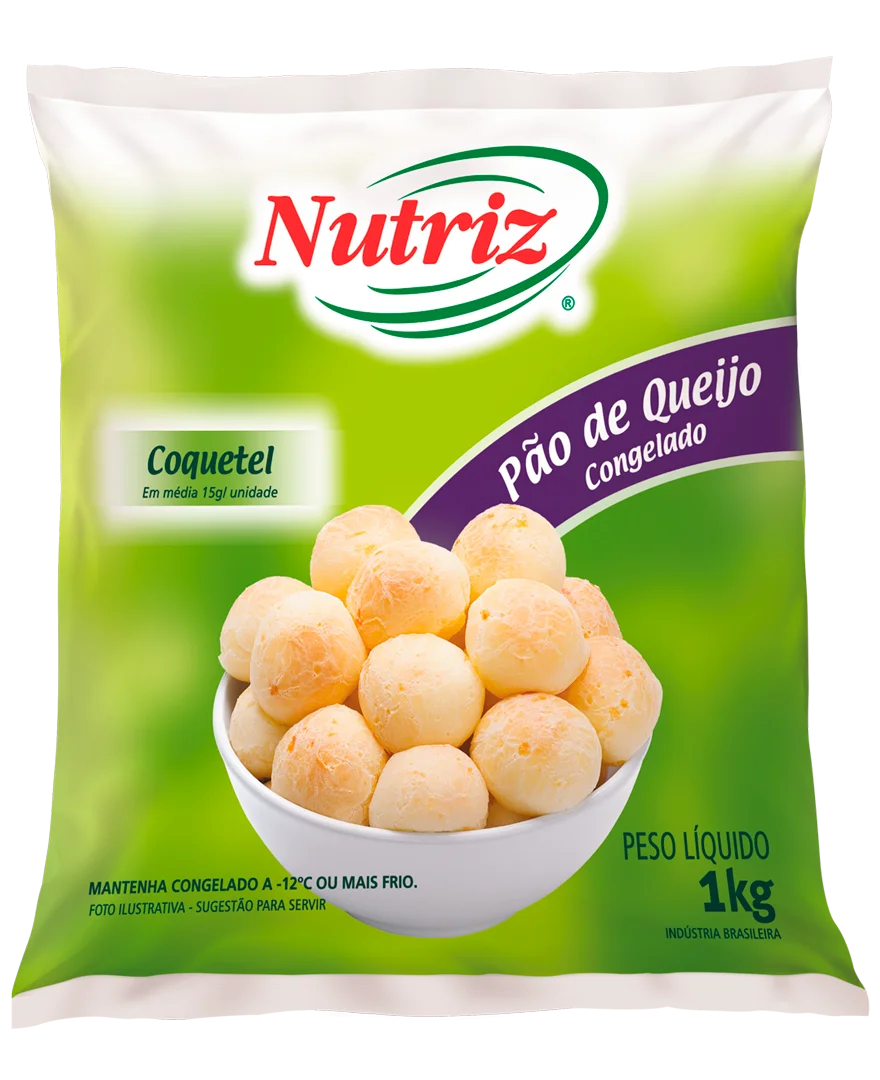 Nutriz
®
Pão de Queijo
Congelado
Coquetel
Em média 15g/ unidade
PESO LÍQUIDO
1kg
INDÚSTRIA BRASILEIRA
MANTENHA CONGELADO A -12ºC OU MAIS FRIO.
FOTO ILUSTRATIVA - SUGESTÃO PARA SERVIR